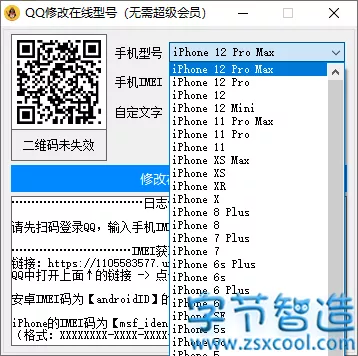 QQ修改在线型号（无需超级会员）
手机型号
iPhone 12 Pro Max
手机IMEI
自定义文字
二维码未失效
iPhone 12 Pro Max
iPhone 12 Pro
iPhone 12
iPhone 12 Mini
iPhone 11 Pro Max
iPhone 11 Pro
iPhone 11
iPhone XS Max
iPhone XS
iPhone XR
iPhone X
iPhone 8 Plus
iPhone 8
iPhone 7 Plus
iPhone 7
iPhone 6s Plus
iPhone 6s
iPhone 6 Plus
iPhone 6
iPhone SE
iPhone 5s
iPhone 5
修改
日志
请先扫码登录QQ，输入手机IM
IMEI获
链接：https://1105583577.u
QQ中打开上面↑的链接 -> 点
安卓IMEI码为【androidID】的
iPhone的IMEI码为【msf_iden
（格式：XXXXXXXX-XXXX-XXXX
字节智造
www.zsxcool.com